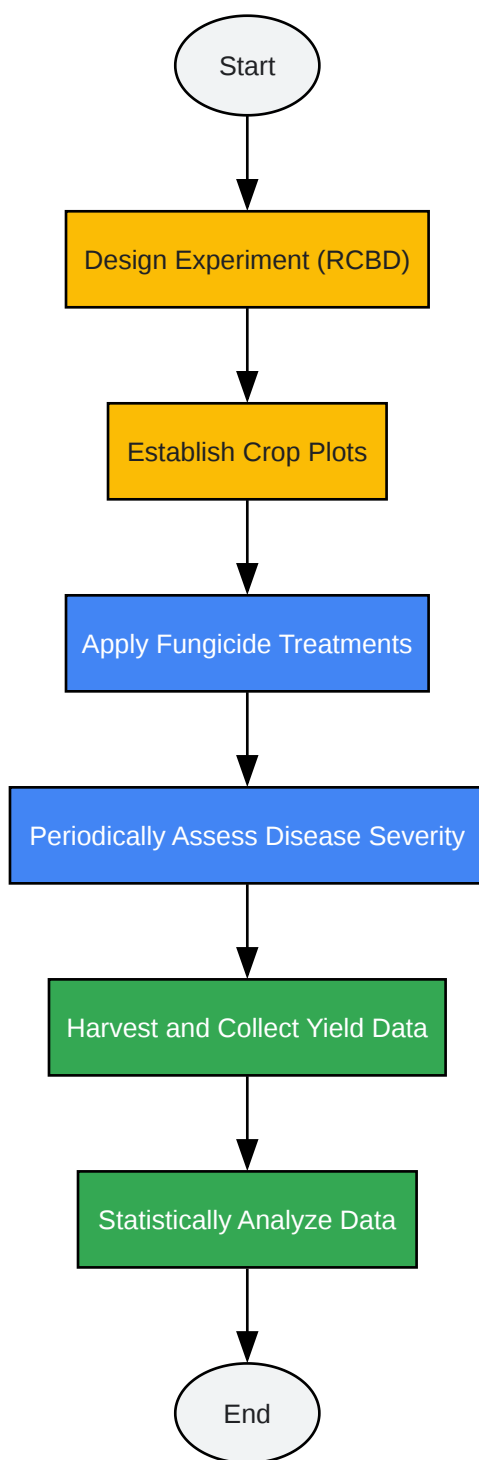 Start
Design Experiment (RCBD)
Establish Crop Plots
Apply Fungicide Treatments
Periodically Assess Disease Severity
Harvest and Collect Yield Data
Statistically Analyze Data
End